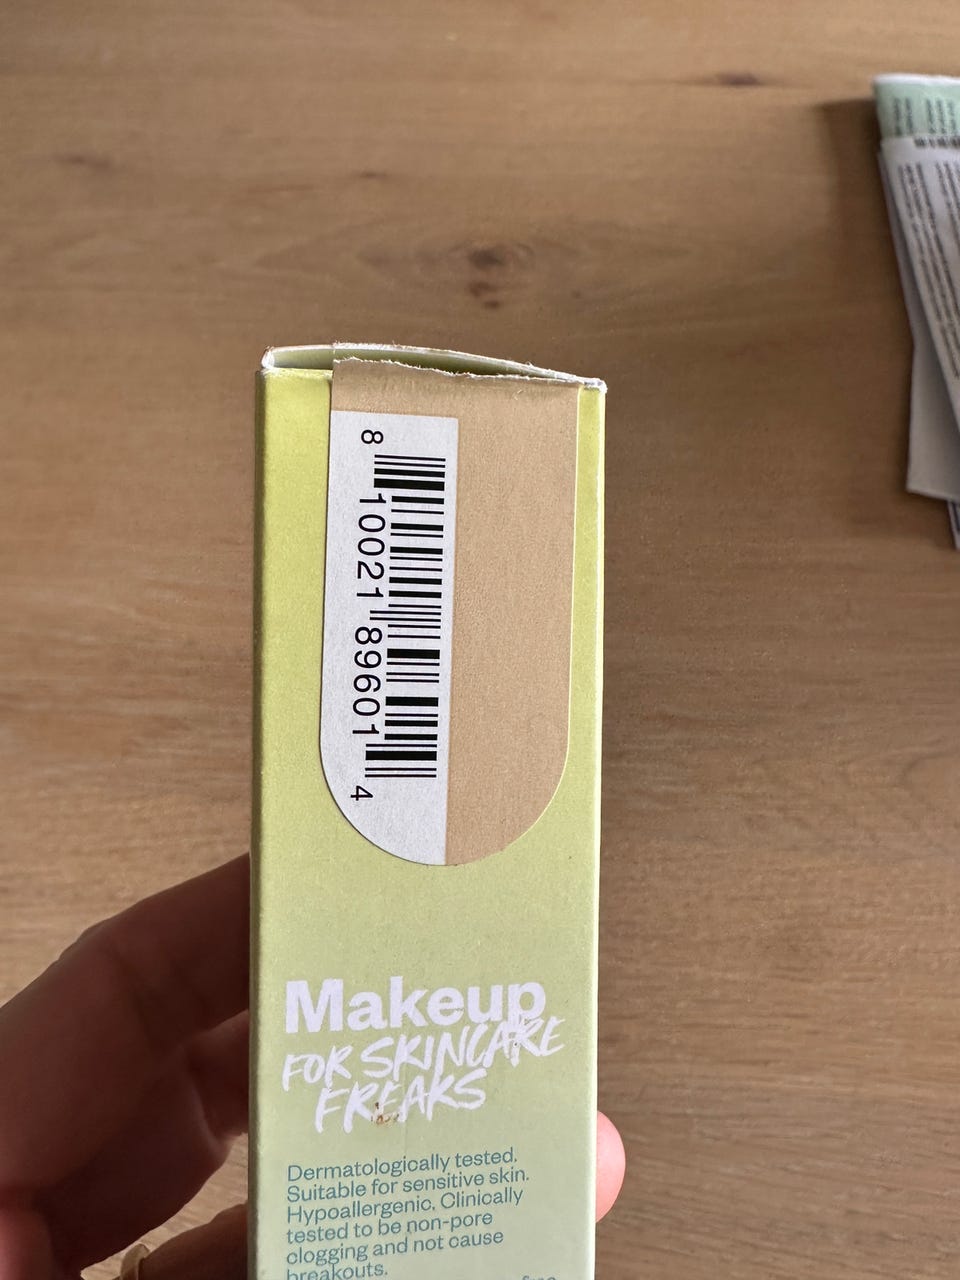 8 10021 89601 4
Makeup
FOR SKINCARE
FREAKS
Dermatologically tested.
Suitable for sensitive skin.
Hypoallergenic. Clinically
tested to be non-pore
clogging and not cause
breakouts.